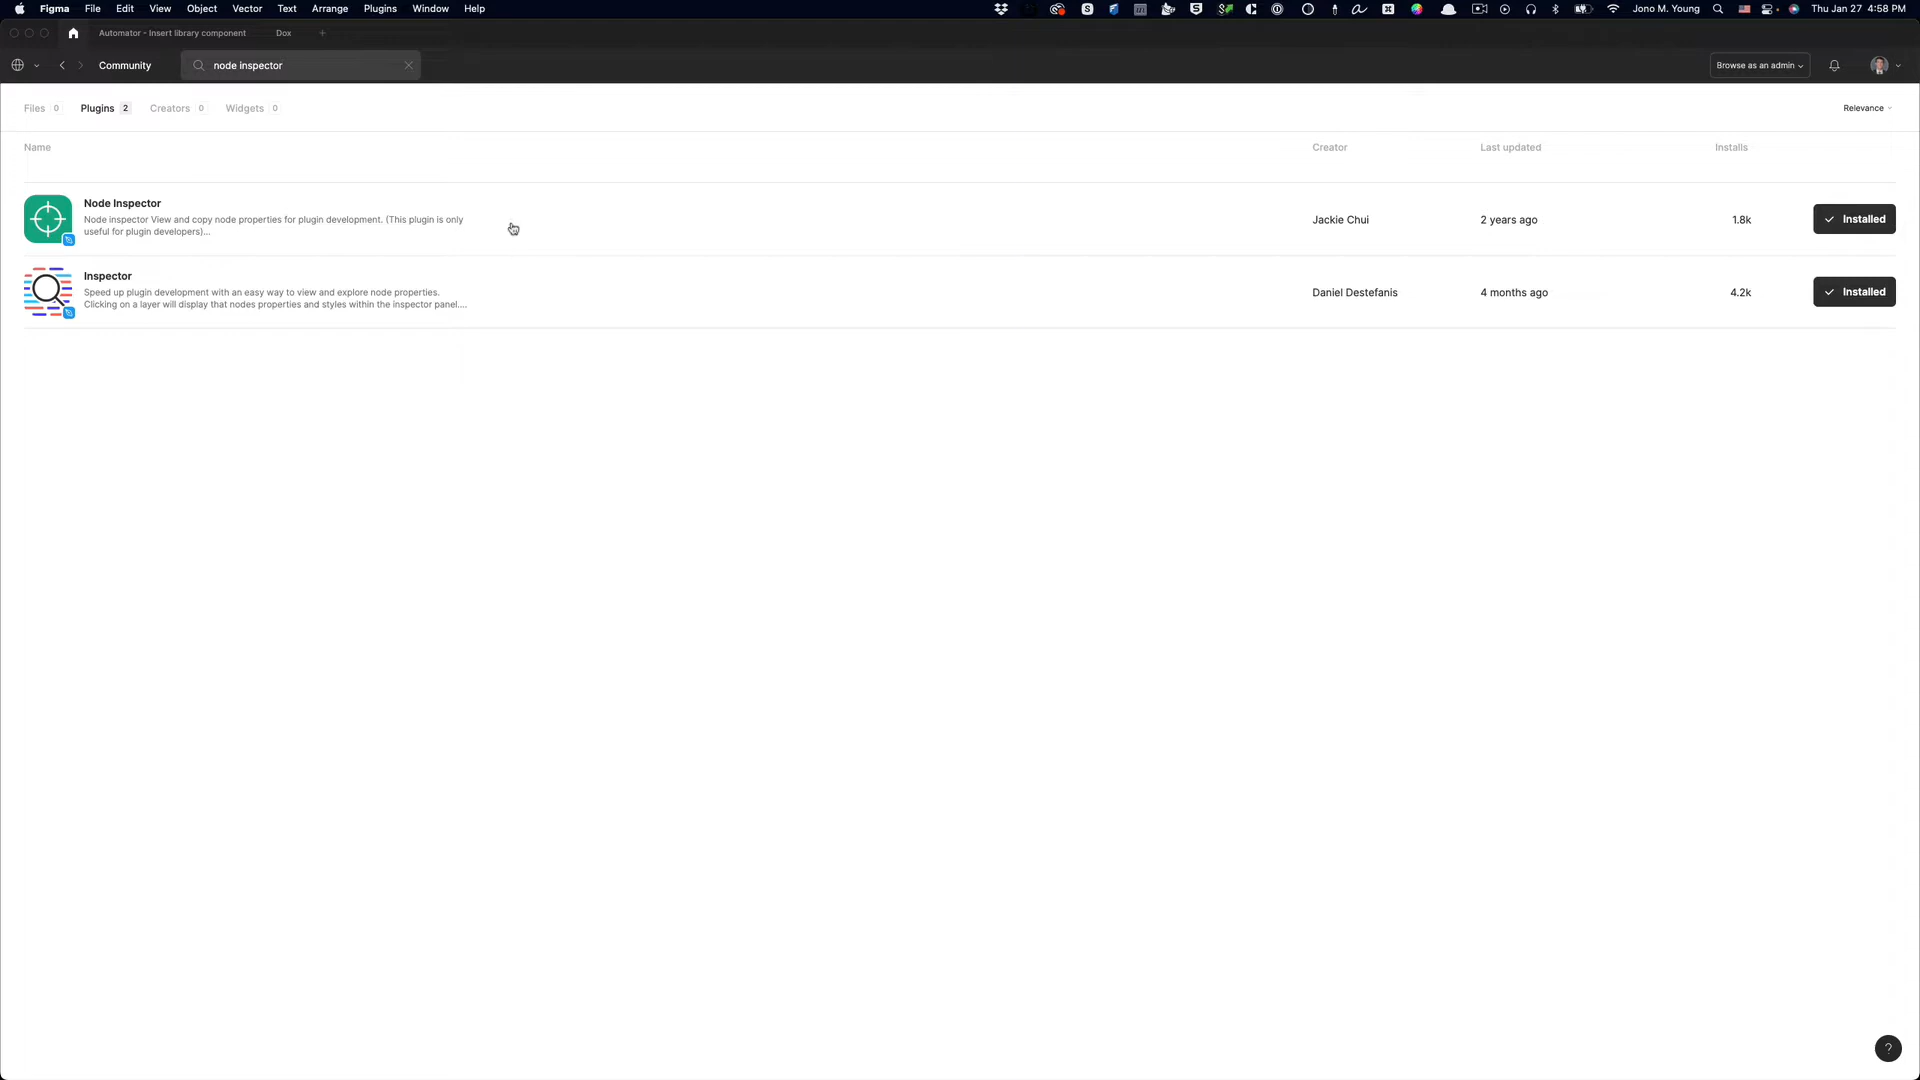 Figma File Edit View Object Vector Text Arrange Plugins Window Help Jono M. Young Thu Jan 27 4:58 PM
Automator - Insert library component Dox +
Community node inspector Browse as an admin
Files 0 Plugins 2 Creators 0 Widgets 0 Relevance
Name Creator Last updated Installs
Node Inspector
Node inspector View and copy node properties for plugin development. (This plugin is only
useful for plugin developers)...
Jackie Chui 2 years ago 1.8k Installed
Inspector
Speed up plugin development with an easy way to view and explore node properties.
Clicking on a layer will display that nodes properties and styles within the inspector panel....
Daniel Destefanis 4 months ago 4.2k Installed
?